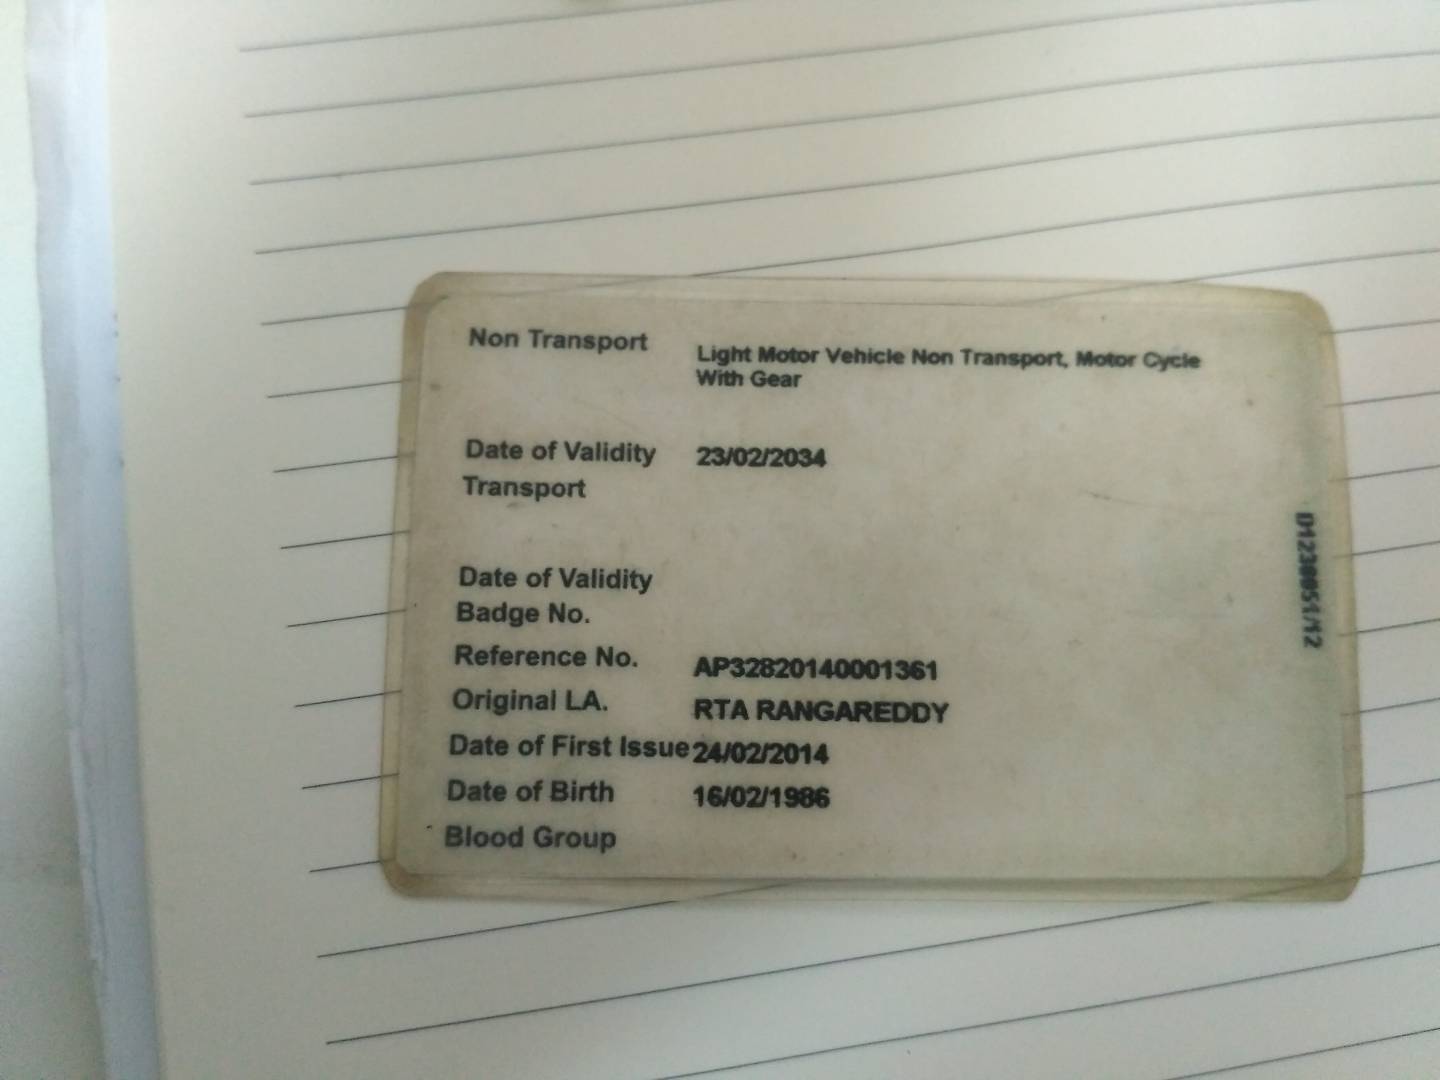 Non Transport
Light Motor Vehicle Non Transport, Motor Cycle
With Gear
Date of Validity 23/02/2034
Transport
Date of Validity
Badge No.
Reference No. AP32820140001361
Original LA. RTA RANGAREDDY
Date of First Issue 24/02/2014
Date of Birth 16/02/1986
Blood Group